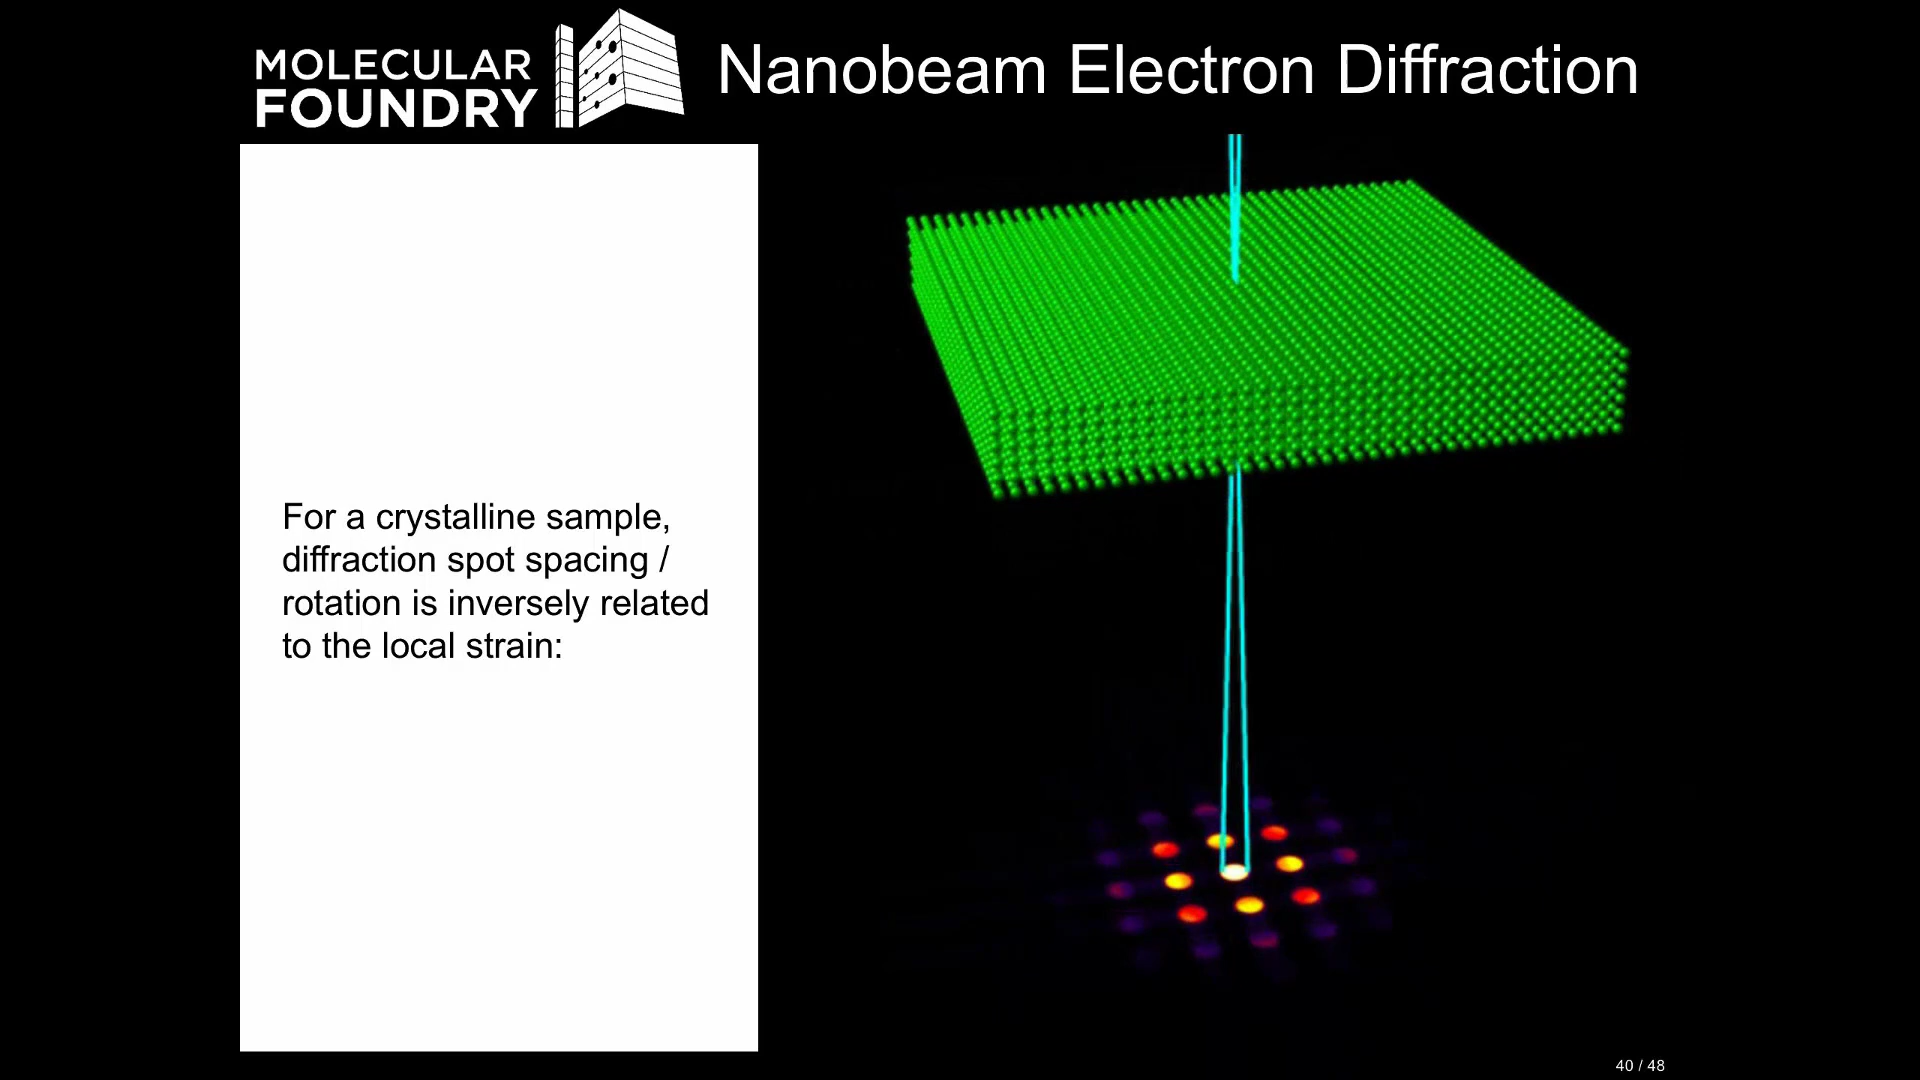 MOLECULAR
FOUNDRY
Nanobeam Electron Diffraction
For a crystalline sample,
diffraction spot spacing /
rotation is inversely related
to the local strain:
40 / 48